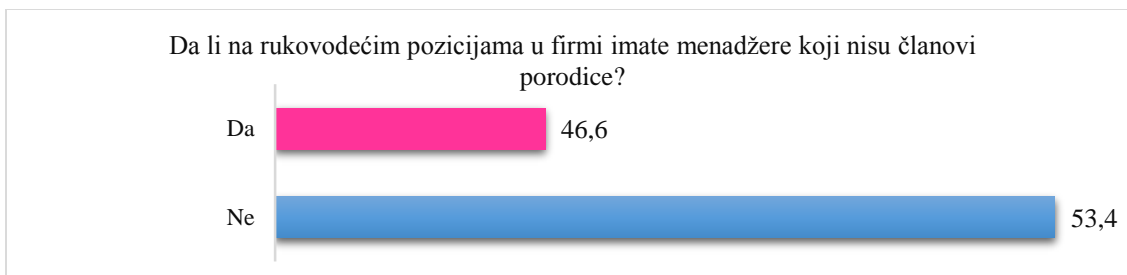 Da li na rukovodećim pozicijama u firmi imate menadžere koji nisu članovi
porodice?
Da
46,6
Ne
53,4